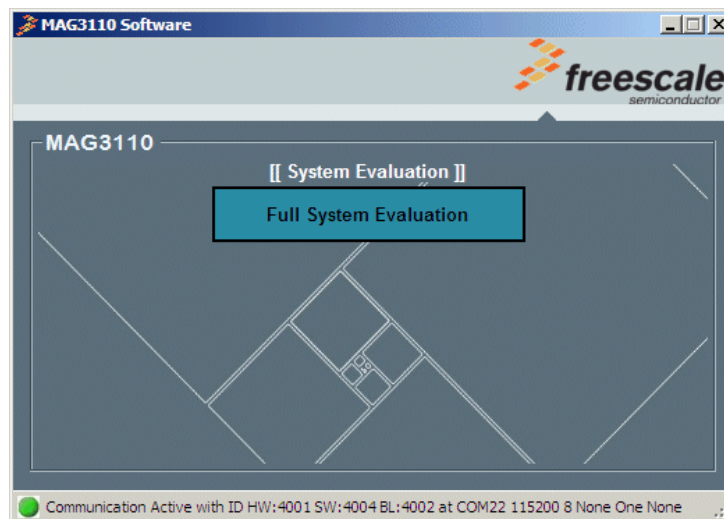 MAG3110 Software
freescale
semiconductor
MAG3110
[[ System Evaluation ]]
Full System Evaluation
Communication Active with ID HW:4001 SW:4004 BL:4002 at COM22 115200 8 None One None